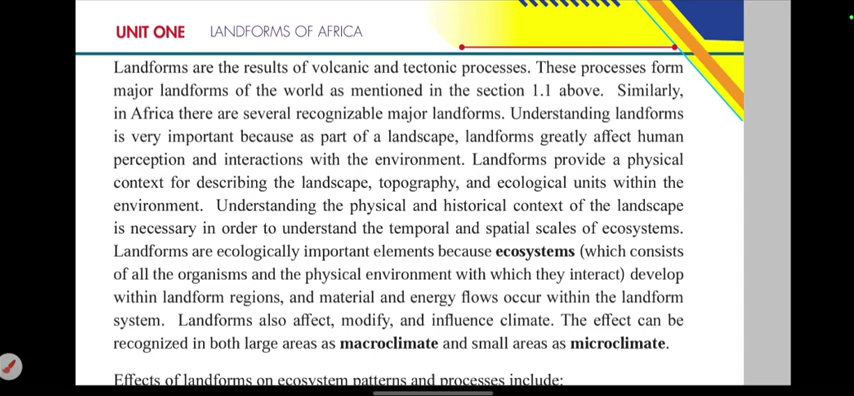 UNIT ONE LANDFORMS OF AFRICA
Landforms are the results of volcanic and tectonic processes. These processes form
major landforms of the world as mentioned in the section 1.1 above. Similarly,
in Africa there are several recognizable major landforms. Understanding landforms
is very important because as part of a landscape, landforms greatly affect human
perception and interactions with the environment. Landforms provide a physical
context for describing the landscape, topography, and ecological units within the
environment. Understanding the physical and historical context of the landscape
is necessary in order to understand the temporal and spatial scales of ecosystems.
Landforms are ecologically important elements because ecosystems (which consists
of all the organisms and the physical environment with which they interact) develop
within landform regions, and material and energy flows occur within the landform
system. Landforms also affect, modify, and influence climate. The effect can be
recognized in both large areas as macroclimate and small areas as microclimate.
Effects of landforms on ecosystem patterns and processes include: